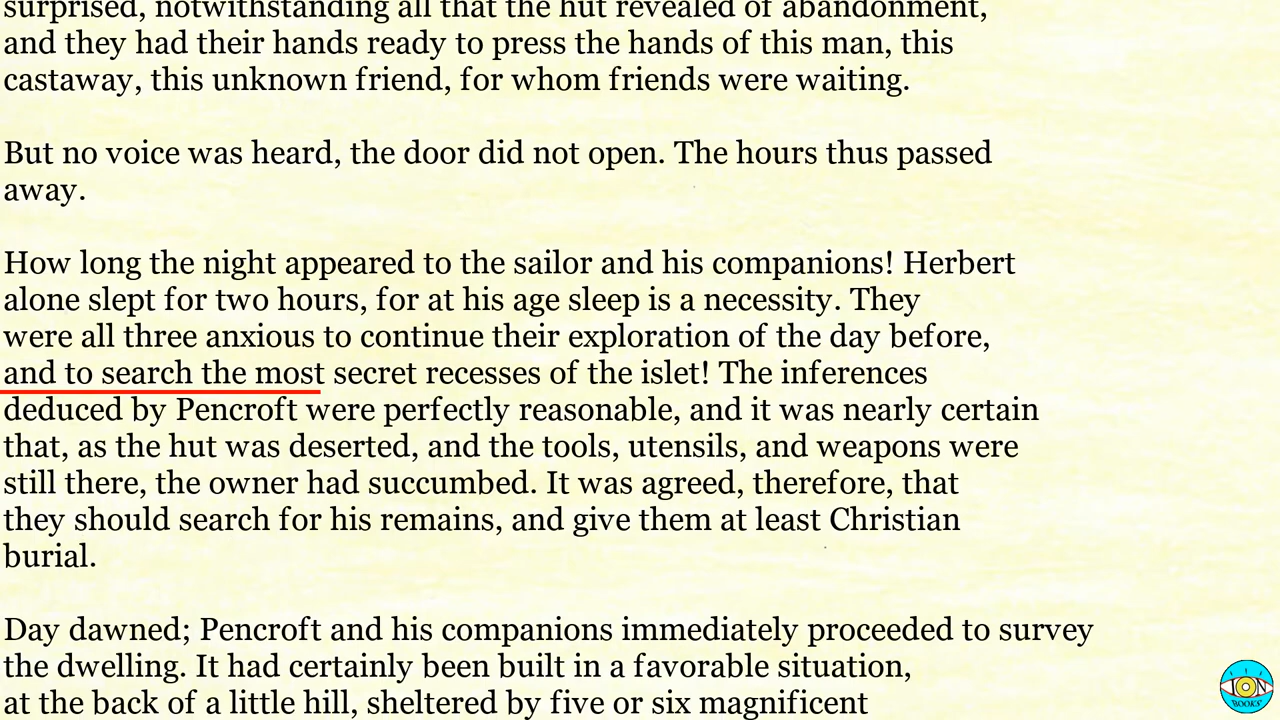 surprised, notwithstanding all that the hut revealed of abandonment,
and they had their hands ready to press the hands of this man, this
castaway, this unknown friend, for whom friends were waiting.
But no voice was heard, the door did not open. The hours thus passed
away.
How long the night appeared to the sailor and his companions! Herbert
alone slept for two hours, for at his age sleep is a necessity. They
were all three anxious to continue their exploration of the day before,
and to search the most secret recesses of the islet! The inferences
deduced by Pencroft were perfectly reasonable, and it was nearly certain
that, as the hut was deserted, and the tools, utensils, and weapons were
still there, the owner had succumbed. It was agreed, therefore, that
they should search for his remains, and give them at least Christian
burial.
Day dawned; Pencroft and his companions immediately proceeded to survey
the dwelling. It had certainly been built in a favorable situation,
at the back of a little hill, sheltered by five or six magnificent
ION
BOOKS